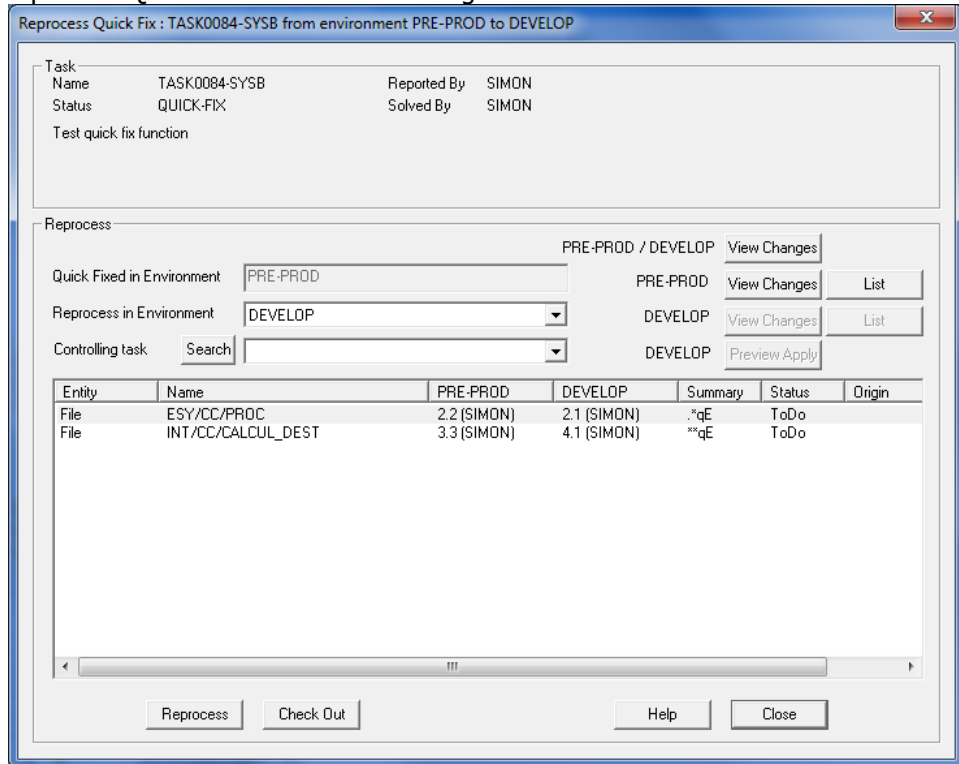 Reprocess Quick Fix : TASK0084-SYSB from environment PRE-PROD to DEVELOP
Task
Name TASK0084-SYSB Reported By SIMON
Status QUICK-FIX Solved By SIMON
Test quick fix function
Reprocess
PRE-PROD / DEVELOP View Changes
Quick Fixed in Environment PRE-PROD PRE-PROD View Changes List
Reprocess in Environment DEVELOP DEVELOP View Changes List
Controlling task Search DEVELOP Preview Apply
Entity Name PRE-PROD DEVELOP Summary Status Origin
File ESY/CC/PROC 2.2 (SIMON) 2.1 (SIMON) .*qE ToDo
File INT/CC/CALCUL_DEST 3.3 (SIMON) 4.1 (SIMON) **qE ToDo
Reprocess Check Out Help Close